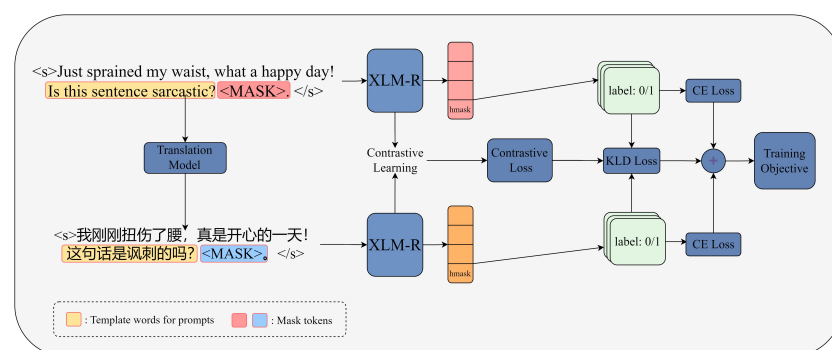 <s>Just sprained my waist, what a happy day!
Is this sentence sarcastic? <MASK>. </s>
XLM-R
hmask
label: 0/1
CE Loss
Translation
Model
Contrastive
Learning
Contrastive
Loss
KLD Loss
+
Training
Objective
<s>我刚刚扭伤了腰，真是开心的一天！
这句话是讽刺的吗？ <MASK>。 </s>
XLM-R
hmask
label: 0/1
CE Loss
: Template words for prompts
: Mask tokens